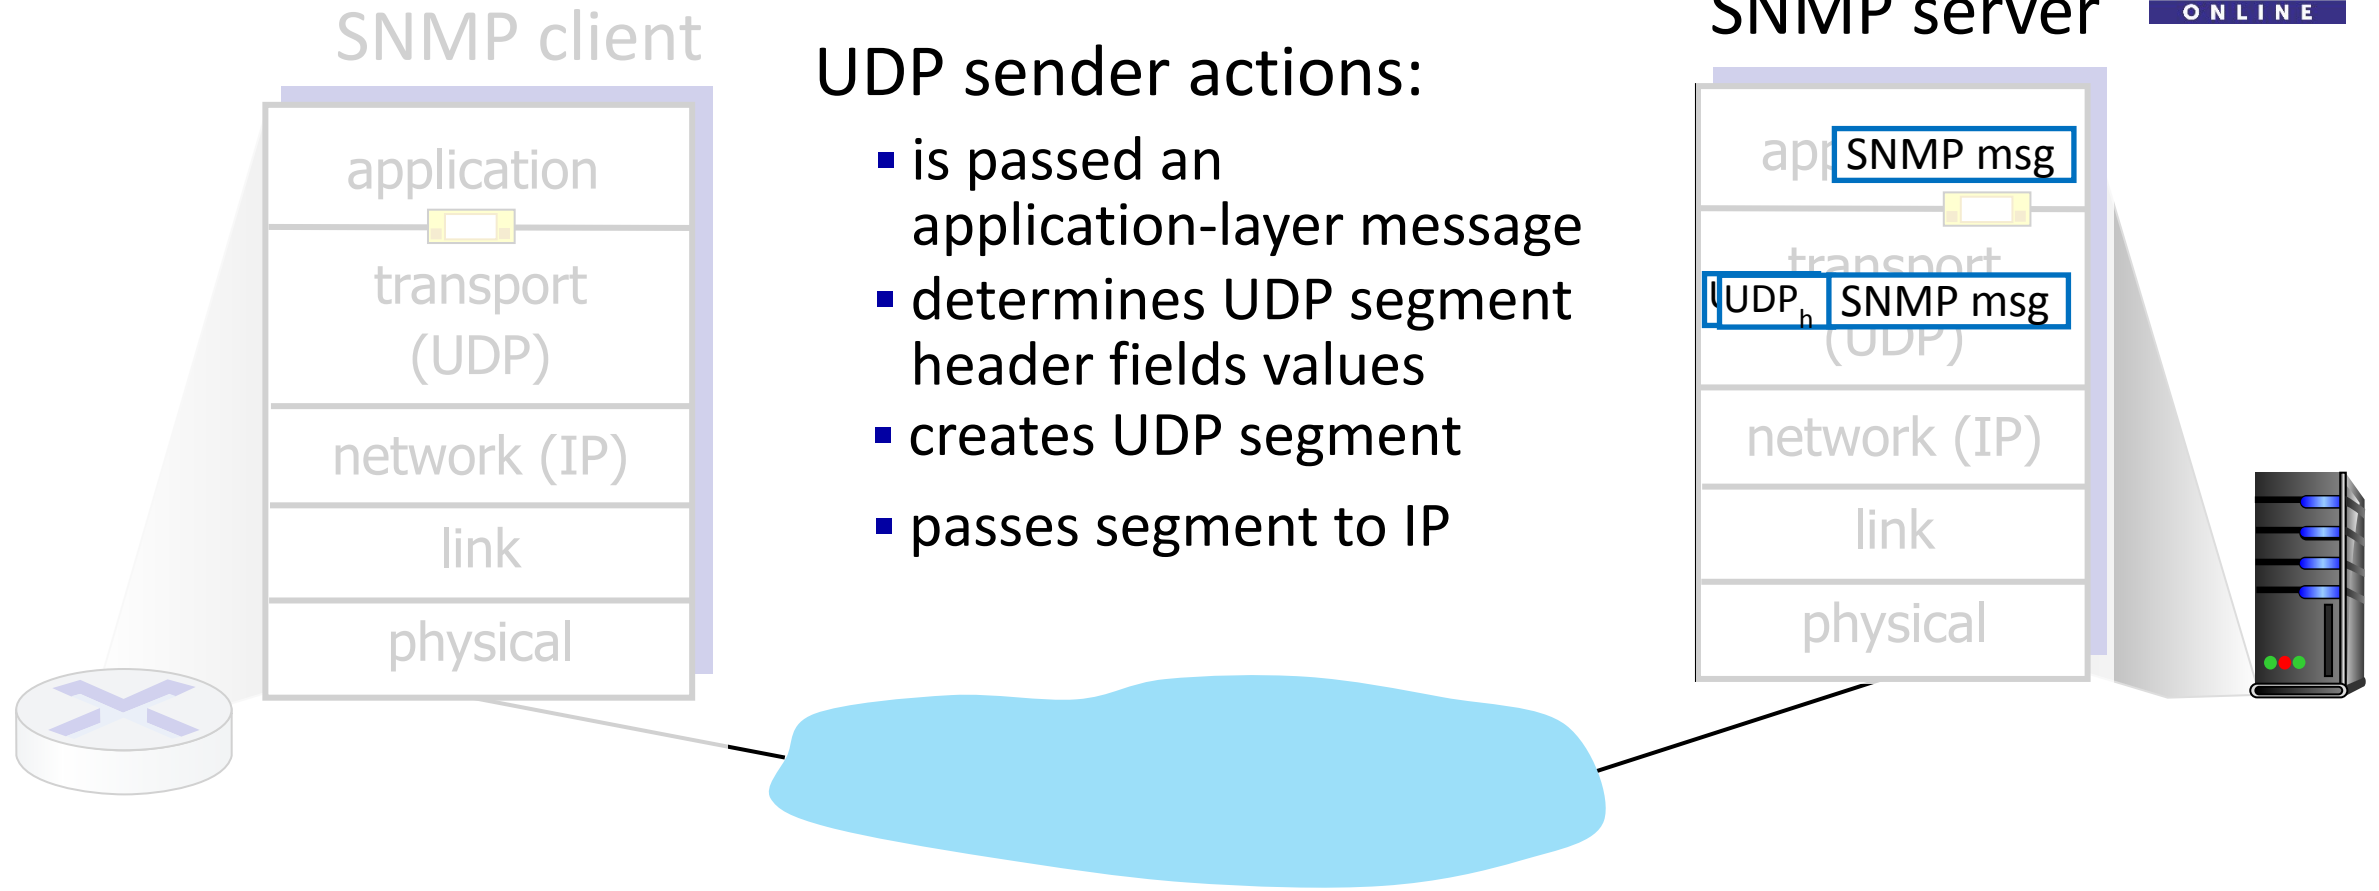 SNMP client
SNMP server
ONLINE
UDP sender actions:
is passed an
application-layer message
determines UDP segment
header fields values
creates UDP segment
passes segment to IP
application
transport
(UDP)
network (IP)
link
physical
SNMP msg
transport
UDPh SNMP msg
(UDP)
network (IP)
link
physical